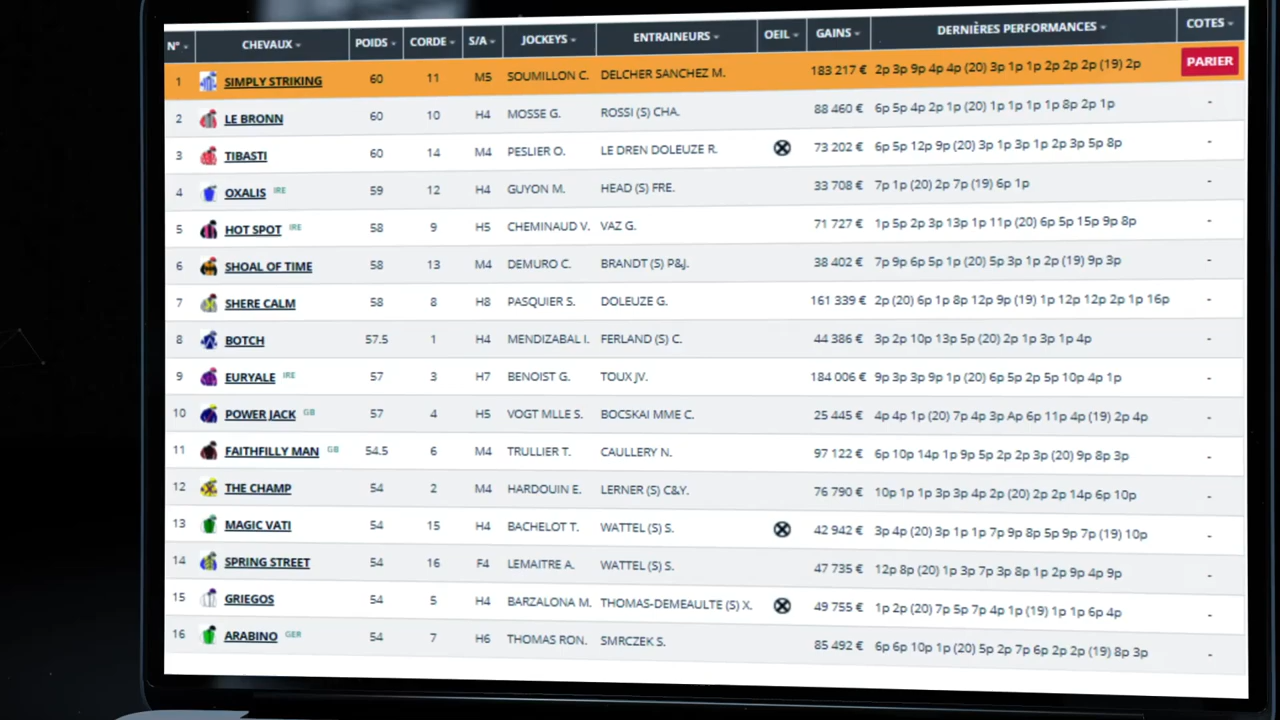 N° CHEVAUX POIDS CORDE S/A JOCKEYS ENTRAINEURS OEIL GAINS DERNIÈRES PERFORMANCES COTES
1 SIMPLY STRIKING 60 11 M5 SOUMILLON C. DELCHER SANCHEZ M. 183 217 € 2p 3p 9p 4p 4p (20) 3p 1p 1p 2p 2p 2p (19) 2p PARIER
2 LE BRONN 60 10 H4 MOSSE G. ROSSI (S) CHA. 88 460 € 6p 5p 4p 2p 1p (20) 1p 1p 1p 1p 8p 2p 1p -
3 TIBASTI 60 14 M4 PESLIER O. LE DREN DOLEUZE R. 73 202 € 6p 5p 12p 9p (20) 3p 1p 3p 1p 2p 3p 5p 8p -
4 OXALIS IRE 59 12 H4 GUYON M. HEAD (S) FRE. 33 708 € 7p 1p (20) 2p 7p (19) 6p 1p -
5 HOT SPOT IRE 58 9 H5 CHEMINAUD V. VAZ G. 71 727 € 1p 5p 2p 3p 13p 1p 11p (20) 6p 5p 15p 9p 8p -
6 SHOAL OF TIME 58 13 M4 DEMURO C. BRANDT (S) P&J. 38 402 € 7p 9p 6p 5p 1p (20) 5p 3p 1p 2p (19) 9p 3p -
7 SHERE CALM 58 8 H8 PASQUIER S. DOLEUZE G. 161 339 € 2p (20) 6p 1p 8p 12p 9p (19) 1p 12p 12p 2p 1p 16p -
8 BOTCH 57.5 1 H4 MENDIZABAL I. FERLAND (S) C. 44 386 € 3p 2p 10p 13p 5p (20) 2p 1p 3p 1p 4p -
9 EURYALE IRE 57 3 H7 BENOIST G. TOUX JV. 184 006 € 9p 3p 3p 9p 1p (20) 6p 5p 2p 5p 10p 4p 1p -
10 POWER JACK GB 57 4 H5 VOGT MLLE S. BOCSKAI MME C. 25 445 € 4p 4p 1p (20) 7p 4p 3p Ap 6p 11p 4p (19) 2p 4p -
11 FAITHFILLY MAN GB 54.5 6 M4 TRULLIER T. CAULLERY N. 97 122 € 6p 10p 14p 1p 9p 5p 2p 2p 3p (20) 9p 8p 3p -
12 THE CHAMP 54 2 M4 HARDOUIN E. LERNER (S) C&Y. 76 790 € 10p 1p 1p 3p 3p 4p 2p (20) 2p 2p 14p 6p 10p -
13 MAGIC VATI 54 15 H4 BACHELOT T. WATTEL (S) S. 42 942 € 3p 4p (20) 3p 1p 1p 7p 9p 8p 5p 9p 7p (19) 10p -
14 SPRING STREET 54 16 F4 LEMAITRE A. WATTEL (S) S. 47 735 € 12p 8p (20) 1p 3p 7p 3p 8p 1p 2p 9p 4p 9p -
15 GRIEGOS 54 5 H4 BARZALONA M. THOMAS-DEMEAULTE (S) X. 49 755 € 1p 2p (20) 7p 5p 7p 4p 1p (19) 1p 1p 6p 4p -
16 ARABINO GER 54 7 H6 THOMAS RON. SMRCZEK S. 85 492 € 6p 6p 10p 1p (20) 5p 2p 7p 6p 2p 2p (19) 8p 3p -